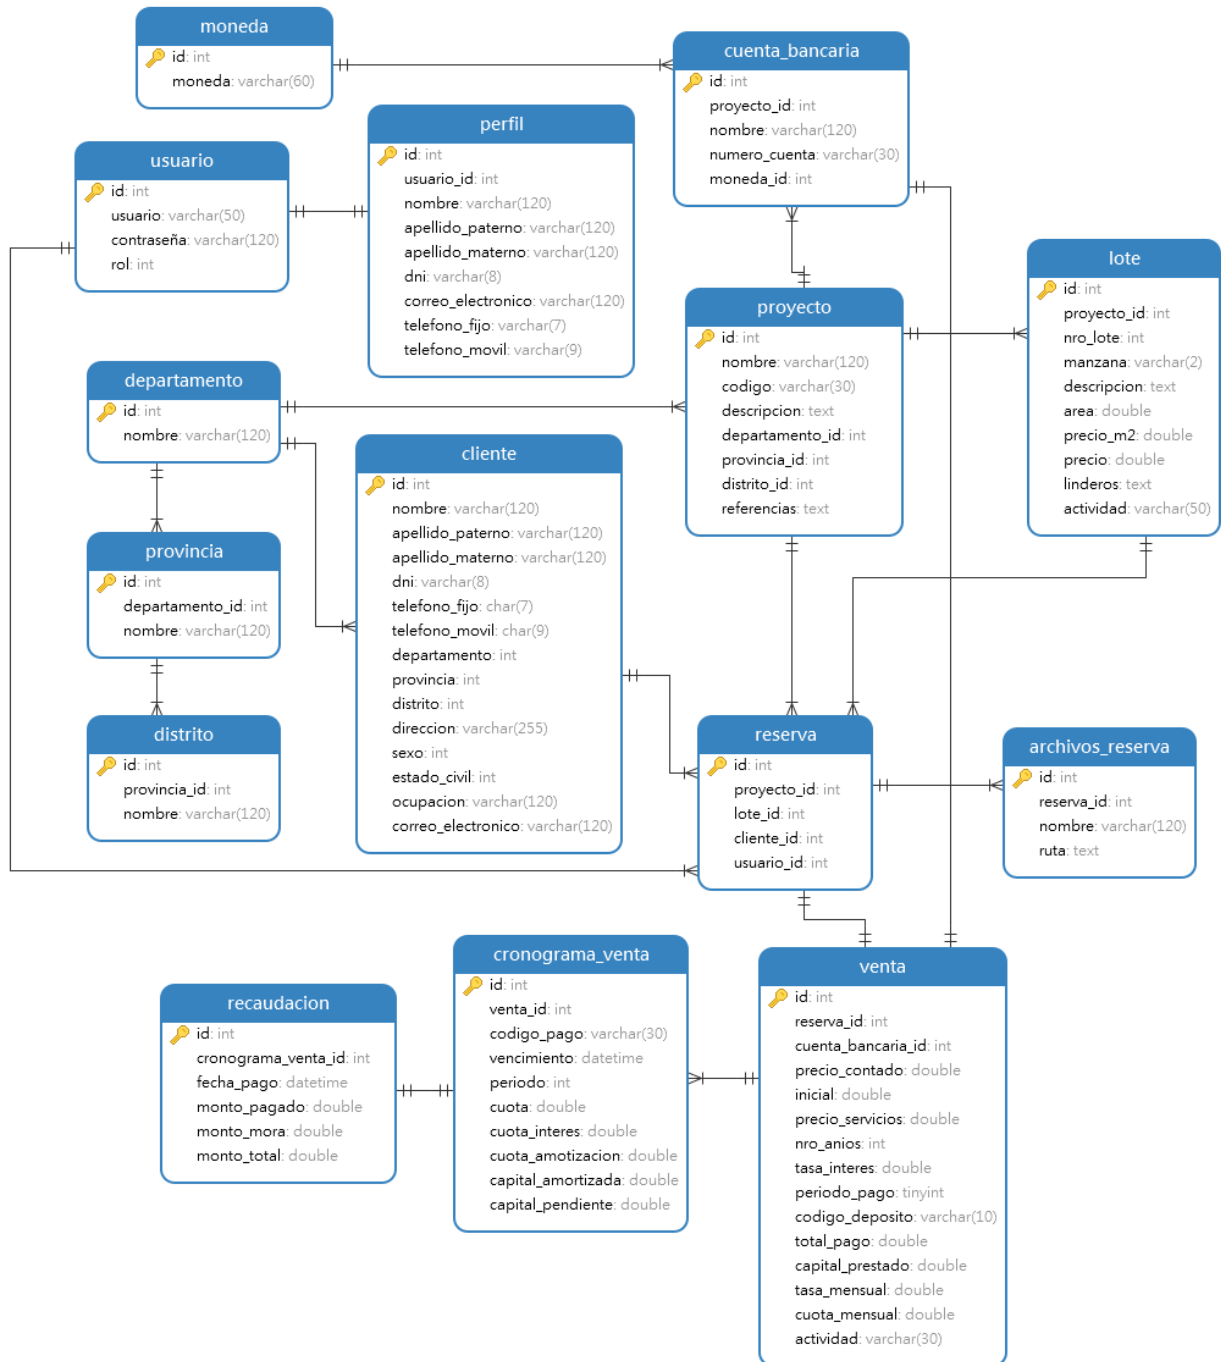 moneda
id: int
moneda: varchar(60)
cuenta_bancaria
id: int
proyecto_id: int
nombre: varchar(120)
numero_cuenta: varchar(30)
moneda_id: int
perfil
id: int
usuario_id: int
nombre: varchar(120)
apellido_paterno: varchar(120)
apellido_materno: varchar(120)
dni: varchar(8)
correo_electronico: varchar(120)
telefono_fijo: varchar(7)
telefono_movil: varchar(9)
usuario
id: int
usuario: varchar(50)
contraseña: varchar(120)
rol: int
lote
id: int
proyecto_id: int
nro_lote: int
manzana: varchar(2)
descripcion: text
area: double
precio_m2: double
precio: double
linderos: text
actividad: varchar(50)
proyecto
id: int
nombre: varchar(120)
codigo: varchar(30)
descripcion: text
departamento_id: int
provincia_id: int
distrito_id: int
referencias: text
departamento
id: int
nombre: varchar(120)
cliente
id: int
nombre: varchar(120)
apellido_paterno: varchar(120)
apellido_materno: varchar(120)
dni: varchar(8)
telefono_fijo: char(7)
telefono_movil: char(9)
departamento: int
provincia: int
distrito: int
direccion: varchar(255)
sexo: int
estado_civil: int
ocupacion: varchar(120)
correo_electronico: varchar(120)
provincia
id: int
departamento_id: int
nombre: varchar(120)
distrito
id: int
provincia_id: int
nombre: varchar(120)
reserva
id: int
proyecto_id: int
lote_id: int
cliente_id: int
usuario_id: int
archivos_reserva
id: int
reserva_id: int
nombre: varchar(120)
ruta: text
cronograma_venta
id: int
venta_id: int
codigo_pago: varchar(30)
vencimiento: datetime
periodo: int
cuota: double
cuota_interes: double
cuota_amotizacion: double
capital_amortizada: double
capital_pendiente: double
venta
id: int
reserva_id: int
cuenta_bancaria_id: int
precio_contado: double
inicial: double
precio_servicios: double
nro_anios: int
tasa_interes: double
periodo_pago: tinyint
codigo_deposito: varchar(10)
total_pago: double
capital_prestado: double
tasa_mensual: double
cuota_mensual: double
actividad: varchar(30)
recaudacion
id: int
cronograma_venta_id: int
fecha_pago: datetime
monto_pagado: double
monto_mora: double
monto_total: double